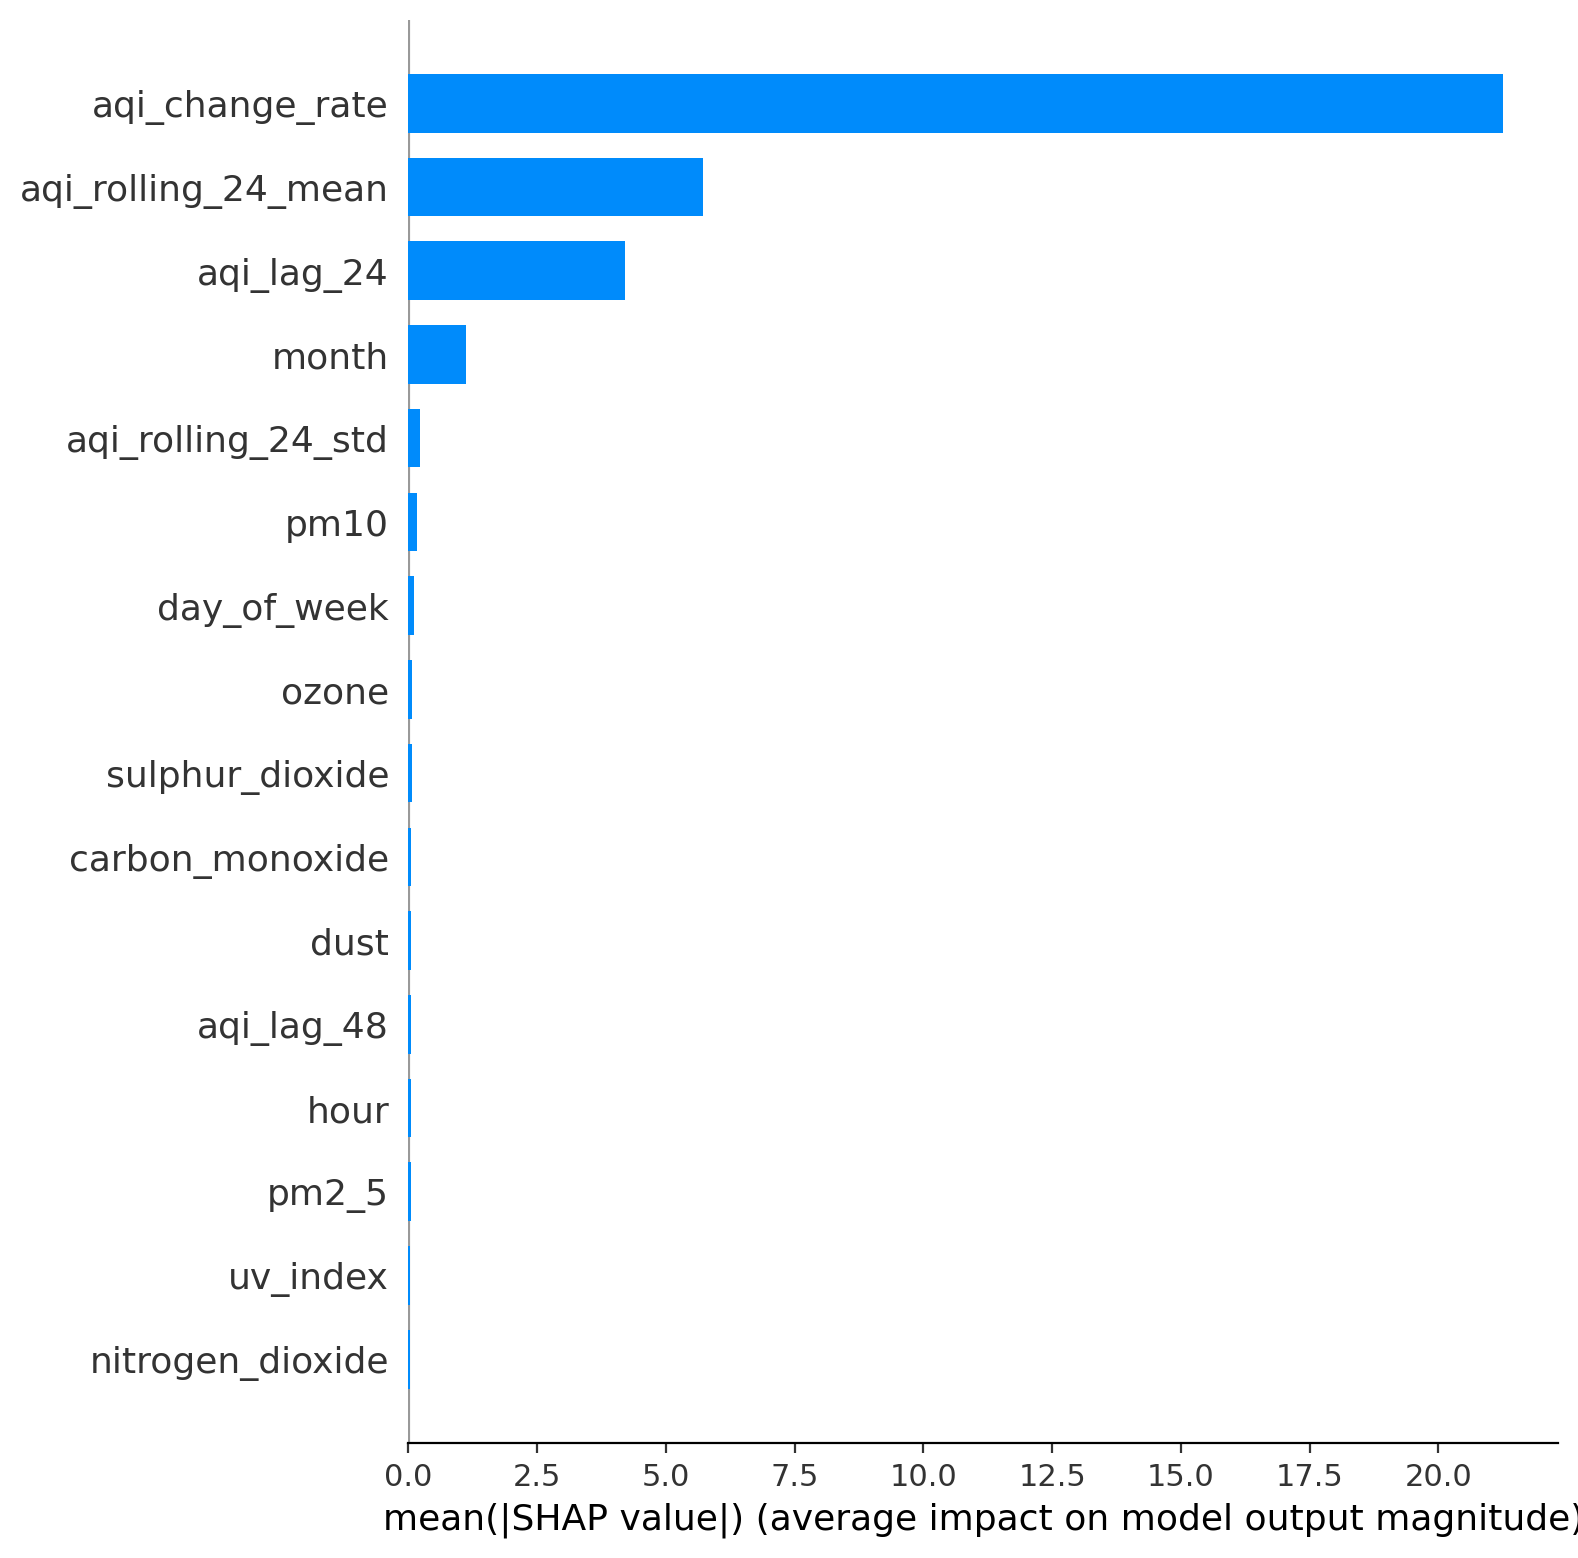 aqi_change_rate
aqi_rolling_24_mean
aqi_lag_24
month
aqi_rolling_24_std
pm10
day_of_week
ozone
sulphur_dioxide
carbon_monoxide
dust
aqi_lag_48
hour
pm2_5
uv_index
nitrogen_dioxide
0.0 2.5 5.0 7.5 10.0 12.5 15.0 17.5 20.0
mean(|SHAP value|) (average impact on model output magnitude)